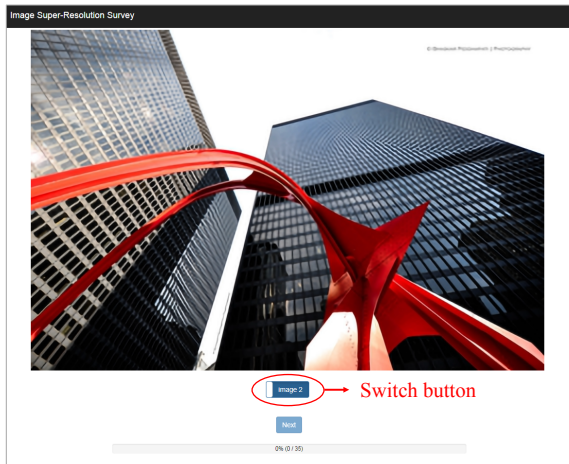 Image Super-Resolution Survey
image 2
Switch button
Next
0% (0 / 35)